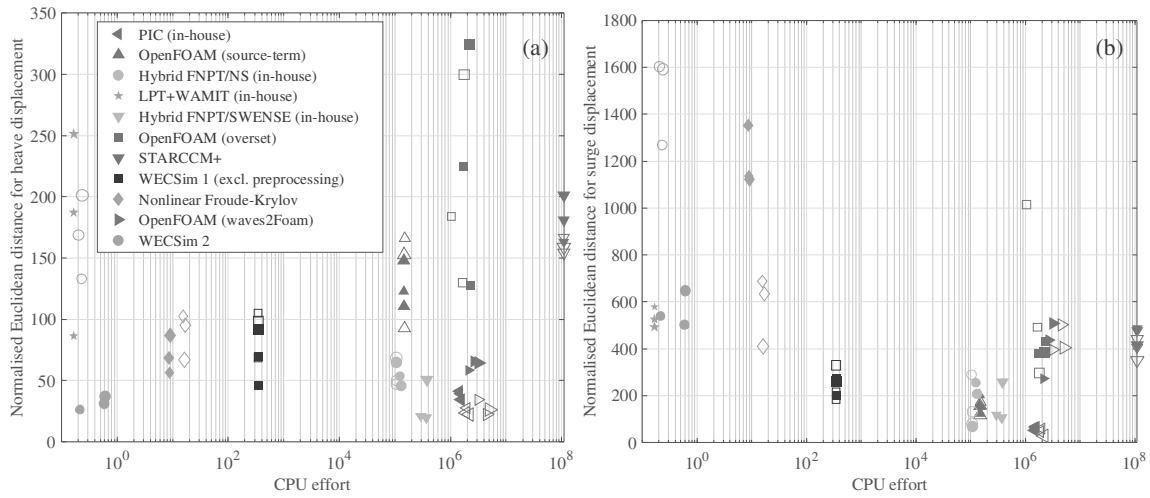 350
300
250
200
150
100
50
0
Normalised Euclidean distance for heave displacement
PIC (in-house)
OpenFOAM (source-term)
Hybrid FNPT/NS (in-house)
LPT+WAMIT (in-house)
Hybrid FNPT/SWENSE (in-house)
OpenFOAM (overset)
STARCCM+
WECSim 1 (excl. preprocessing)
Nonlinear Froude-Krylov
OpenFOAM (waves2Foam)
WECSim 2
(a)
10^0 10^2 10^4 10^6 10^8
CPU effort
1800
1600
1400
1200
1000
800
600
400
200
0
Normalised Euclidean distance for surge displacement
(b)
10^0 10^2 10^4 10^6 10^8
CPU effort